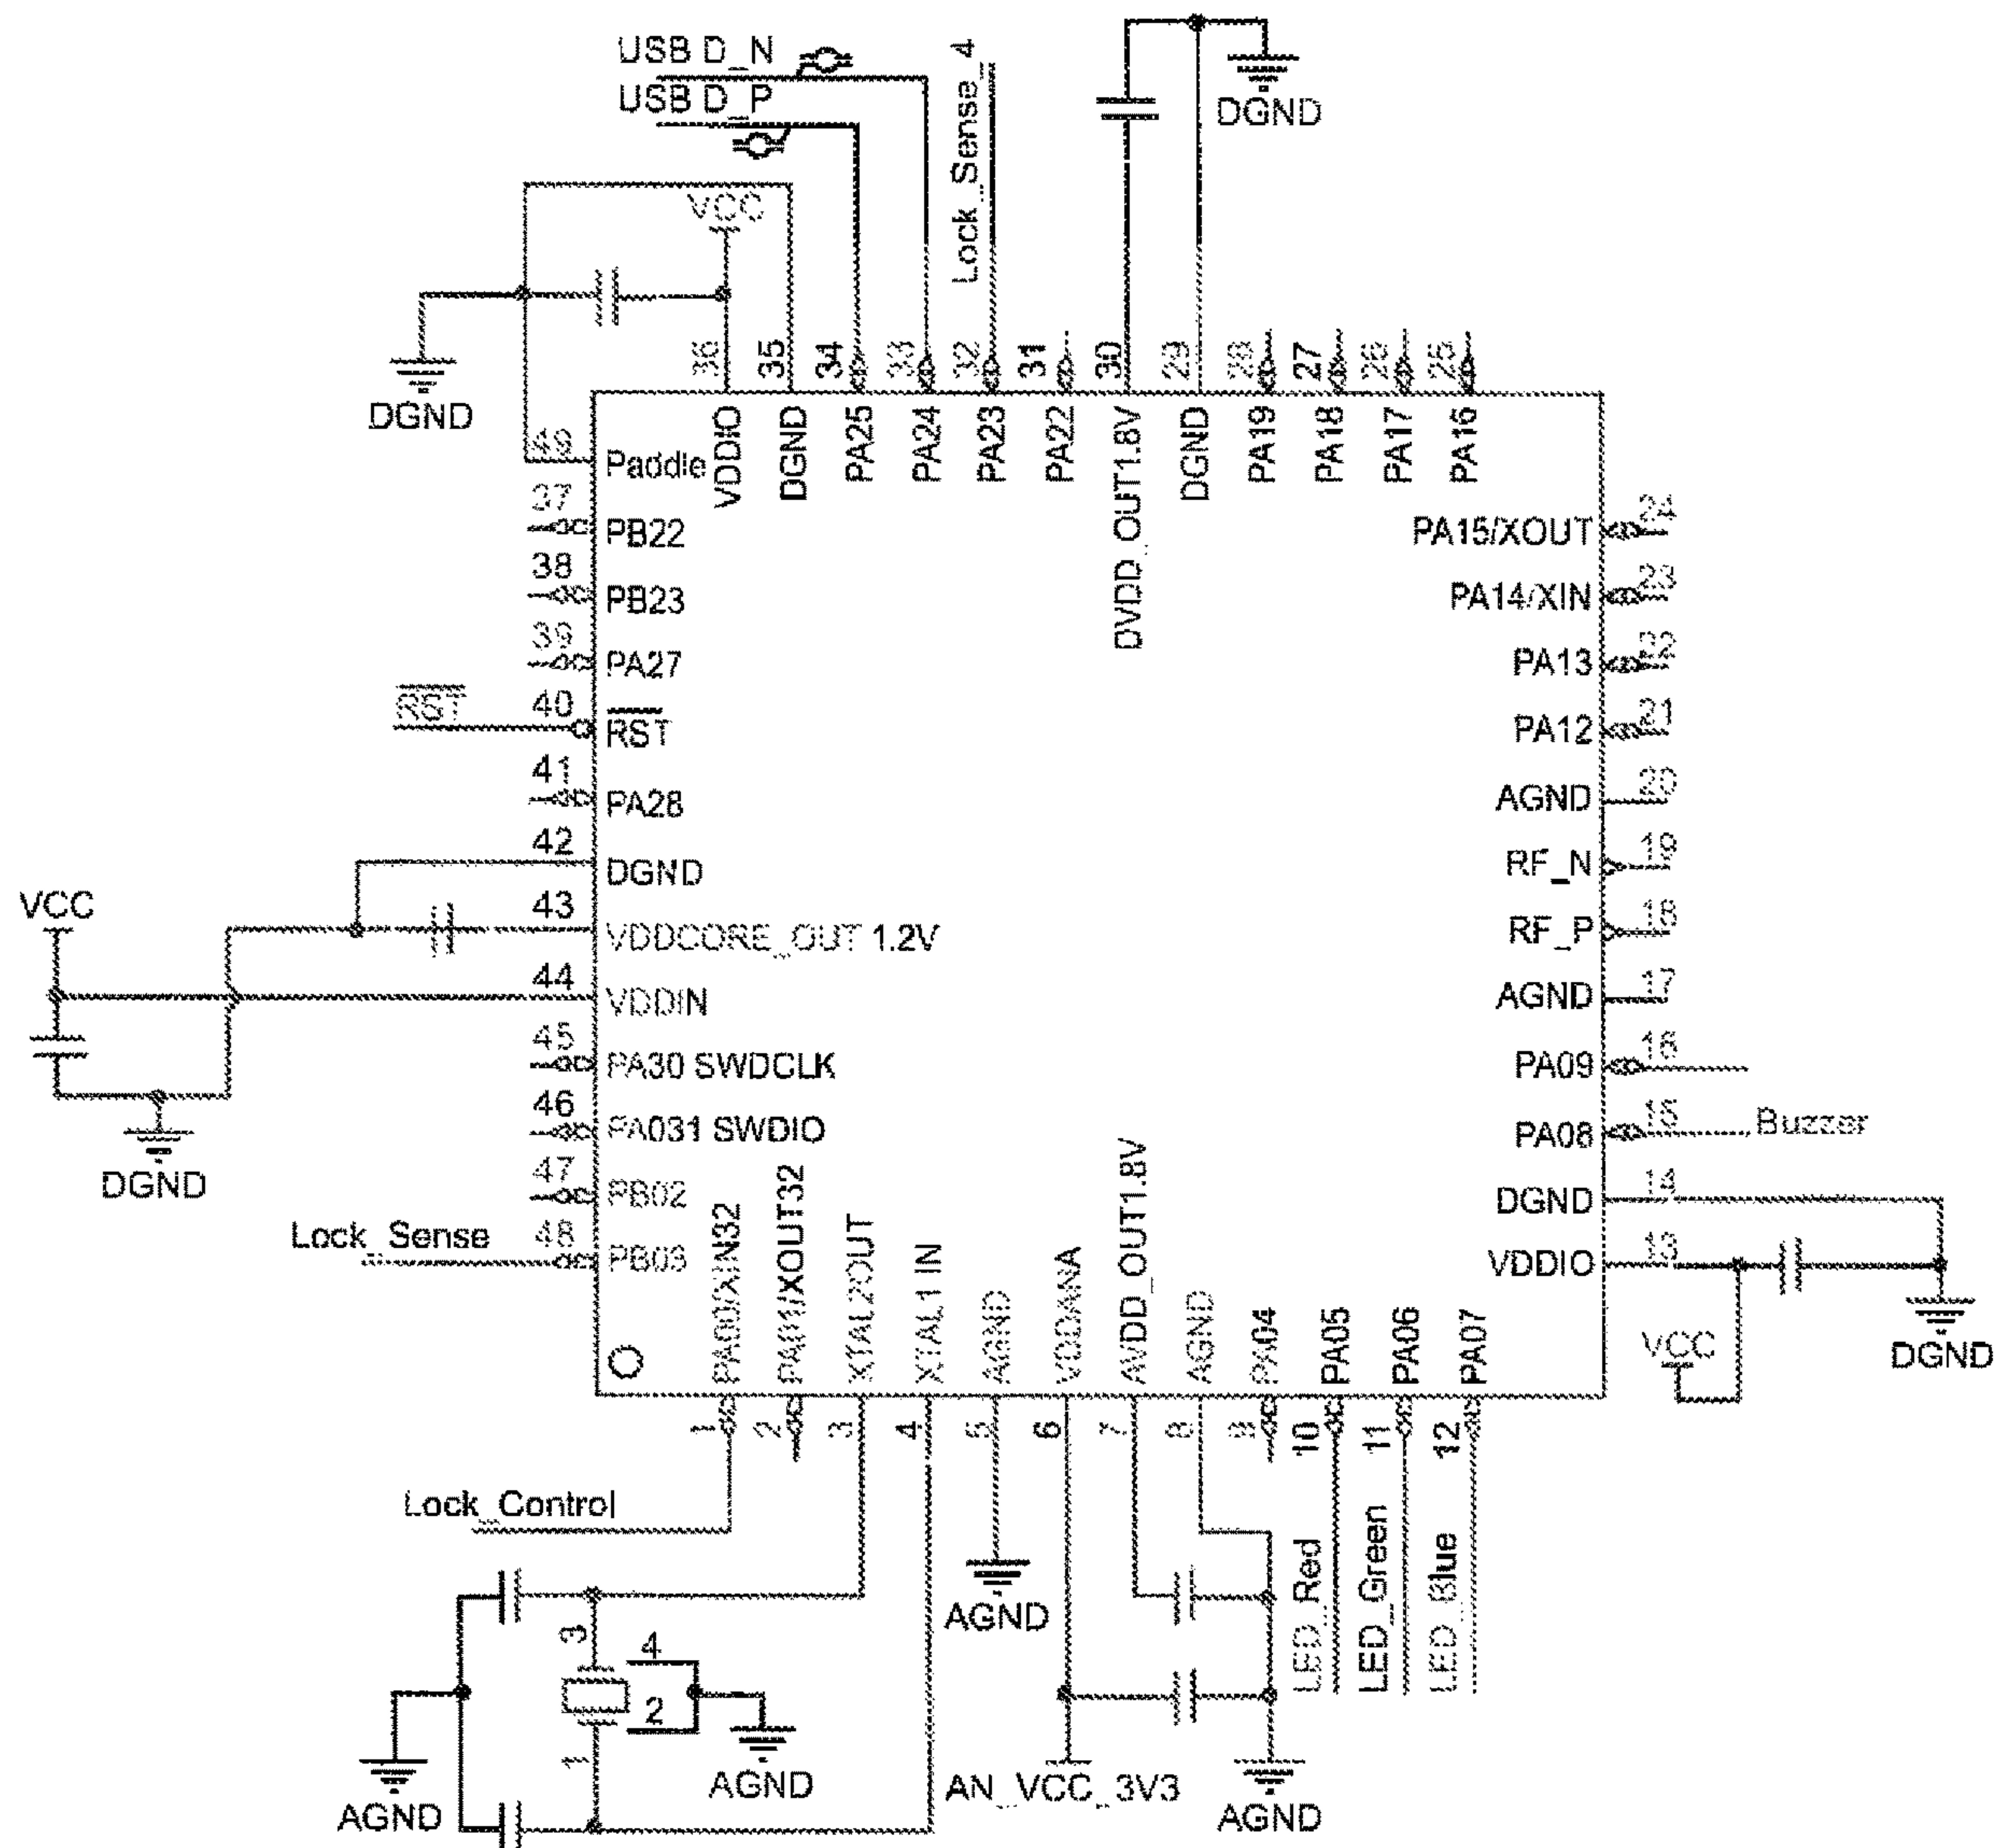 USB D_N
USB D_P
Lock_Sense_4
DGND
VCC
DGND
36
35
34
33
32
31
30
29
28
27
26
25
VDDIO
DGND
PA25
PA24
PA23
PA22
DVDD_OUT1.8V
DGND
PA19
PA18
PA17
PA16
49 Paddle
37 PB22
38 PB23
39 PA27
RST 40 RST
41 PA28
42 DGND
VCC
43 VDDCORE_OUT 1.2V
44 VDDIN
45 PA30 SWDCLK
46 PA031 SWDIO
DGND
47 PB02
Lock_Sense 48 PB03
PA15/XOUT 24
PA14/XIN 23
PA13 22
PA12 21
AGND 20
RF_N 19
RF_P 18
AGND 17
PA09 16
PA08 15 Buzzer
DGND 14
VDDIO 13
VCC
DGND
PA00/XIN32
PA01/XOUT32
XTAL2OUT
XTAL1 IN
AGND
VDDANA
AVDD_OUT1.8V
AGND
PA04
PA05
PA06
PA07
1
2
3
4
5
6
7
8
9
10
11
12
Lock_Control
AGND
LED_Red
LED_Green
LED_Blue
3
4
2
1
AGND
AGND
AN_VCC_3V3
AGND